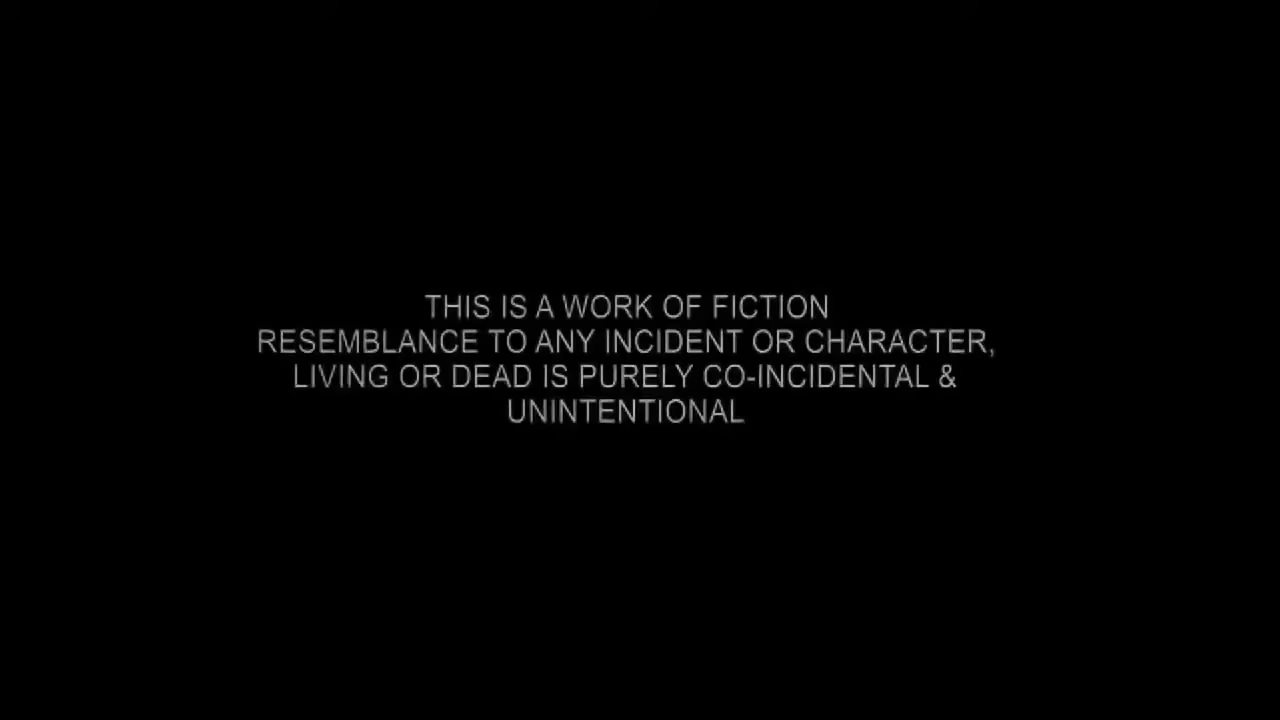 THIS IS A WORK OF FICTION
RESEMBLANCE TO ANY INCIDENT OR CHARACTER,
LIVING OR DEAD IS PURELY CO-INCIDENTAL &
UNINTENTIONAL